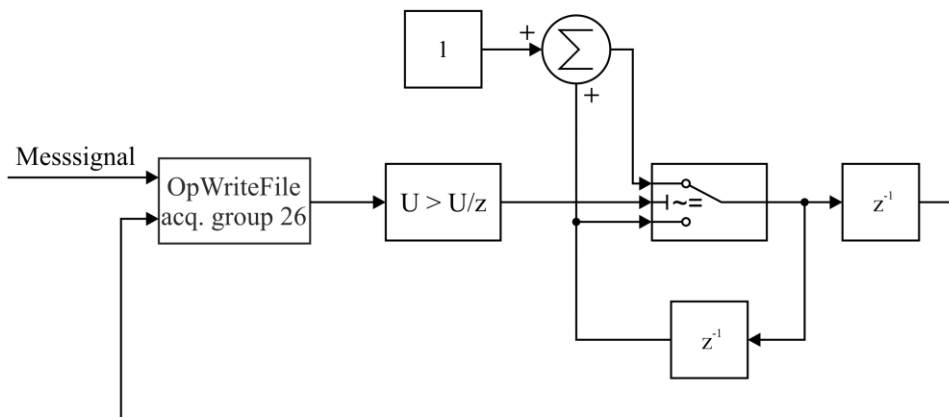 1
+
Σ
+
Messsignal
OpWriteFile
acq. group 26
U > U/z
~=
z⁻¹
z⁻¹